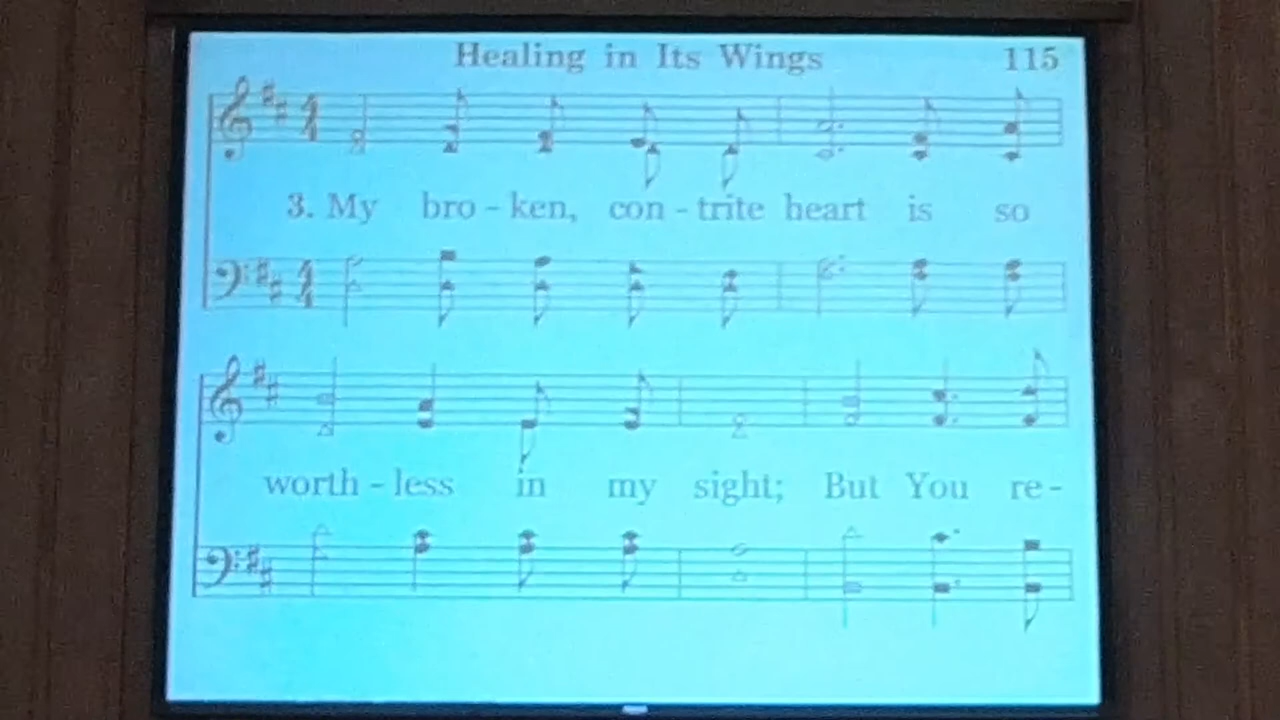 Healing in Its Wings 115
3. My bro - ken, con - trite heart is so
worth - less in my sight; But You re -